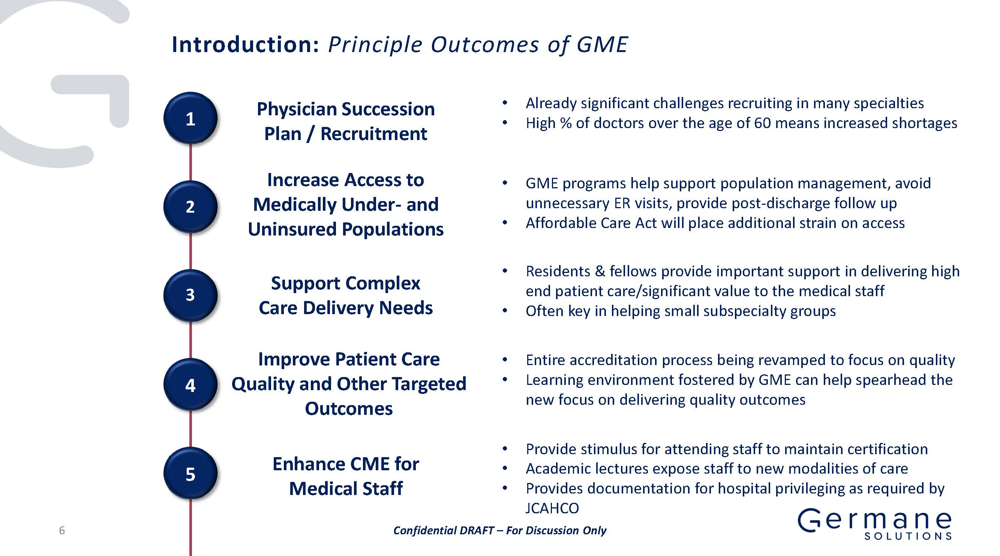 Introduction: Principle Outcomes of GME
1
Physician Succession
Plan / Recruitment
• Already significant challenges recruiting in many specialties
• High % of doctors over the age of 60 means increased shortages
2
Increase Access to
Medically Under- and
Uninsured Populations
• GME programs help support population management, avoid
unnecessary ER visits, provide post-discharge follow up
• Affordable Care Act will place additional strain on access
3
Support Complex
Care Delivery Needs
• Residents & fellows provide important support in delivering high
end patient care/significant value to the medical staff
• Often key in helping small subspecialty groups
4
Improve Patient Care
Quality and Other Targeted
Outcomes
• Entire accreditation process being revamped to focus on quality
• Learning environment fostered by GME can help spearhead the
new focus on delivering quality outcomes
5
Enhance CME for
Medical Staff
• Provide stimulus for attending staff to maintain certification
• Academic lectures expose staff to new modalities of care
• Provides documentation for hospital privileging as required by
JCAHCO
6
Confidential DRAFT – For Discussion Only
Germane
SOLUTIONS